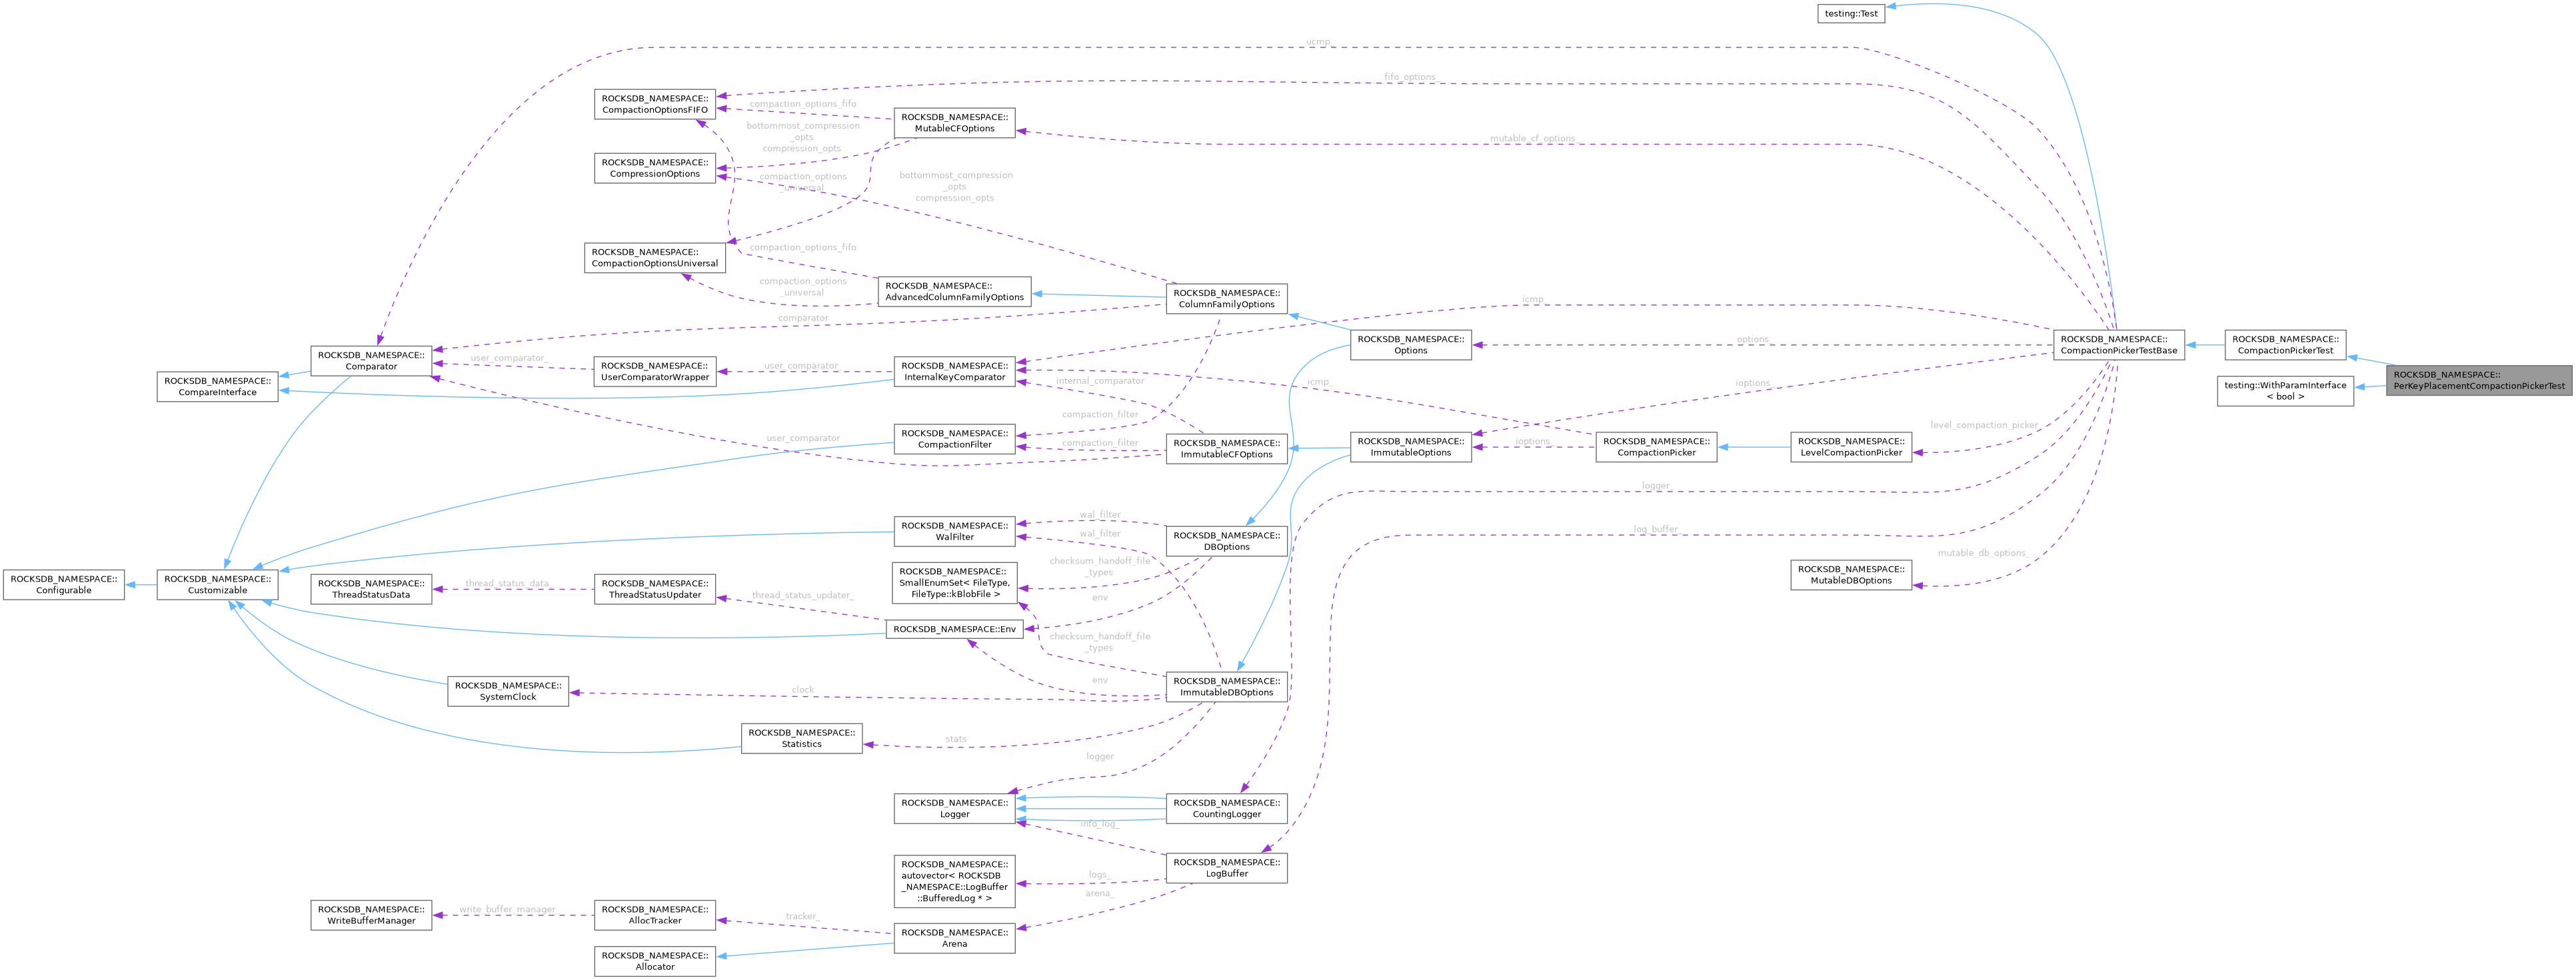 testing::Test
ucmp_
fifo_options_
ROCKSDB_NAMESPACE::
CompactionOptionsFIFO
compaction_options_fifo
ROCKSDB_NAMESPACE::
MutableCFOptions
bottommost_compression
_opts
compression_opts
mutable_cf_options_
ROCKSDB_NAMESPACE::
CompressionOptions
compaction_options
_universal
bottommost_compression
_opts
compression_opts
ROCKSDB_NAMESPACE::
CompactionOptionsUniversal
compaction_options_fifo
compaction_options
_universal
ROCKSDB_NAMESPACE::
AdvancedColumnFamilyOptions
ROCKSDB_NAMESPACE::
ColumnFamilyOptions
icmp_
comparator
ROCKSDB_NAMESPACE::
Options
options_
ROCKSDB_NAMESPACE::
CompactionPickerTestBase
ROCKSDB_NAMESPACE::
CompactionPickerTest
ROCKSDB_NAMESPACE::
PerKeyPlacementCompactionPickerTest
testing::WithParamInterface
< bool >
ROCKSDB_NAMESPACE::
Comparator
user_comparator_
ROCKSDB_NAMESPACE::
UserComparatorWrapper
user_comparator_
ROCKSDB_NAMESPACE::
InternalKeyComparator
internal_comparator
icmp_
ioptions_
ROCKSDB_NAMESPACE::
CompareInterface
compaction_filter
user_comparator
ROCKSDB_NAMESPACE::
CompactionFilter
compaction_filter
ROCKSDB_NAMESPACE::
ImmutableCFOptions
ROCKSDB_NAMESPACE::
ImmutableOptions
ioptions_
ROCKSDB_NAMESPACE::
CompactionPicker
ROCKSDB_NAMESPACE::
LevelCompactionPicker
level_compaction_picker
logger_
log_buffer_
wal_filter
wal_filter
ROCKSDB_NAMESPACE::
WalFilter
ROCKSDB_NAMESPACE::
DBOptions
mutable_db_options_
ROCKSDB_NAMESPACE::
MutableDBOptions
checksum_handoff_file
_types
ROCKSDB_NAMESPACE::
SmallEnumSet< FileType,
FileType::kBlobFile >
ROCKSDB_NAMESPACE::
Configurable
ROCKSDB_NAMESPACE::
Customizable
ROCKSDB_NAMESPACE::
ThreadStatusData
thread_status_data_
ROCKSDB_NAMESPACE::
ThreadStatusUpdater
thread_status_updater_
env
ROCKSDB_NAMESPACE::Env
checksum_handoff_file
_types
env
ROCKSDB_NAMESPACE::
ImmutableDBOptions
ROCKSDB_NAMESPACE::
SystemClock
clock
ROCKSDB_NAMESPACE::
Statistics
stats
logger
ROCKSDB_NAMESPACE::
Logger
ROCKSDB_NAMESPACE::
CountingLogger
info_log_
ROCKSDB_NAMESPACE::
LogBuffer
logs_
arena_
ROCKSDB_NAMESPACE::
autovector< ROCKSDB
_NAMESPACE::LogBuffer
::BufferedLog * >
ROCKSDB_NAMESPACE::
WriteBufferManager
write_buffer_manager_
ROCKSDB_NAMESPACE::
AllocTracker
tracker_
ROCKSDB_NAMESPACE::
Arena
ROCKSDB_NAMESPACE::
Allocator